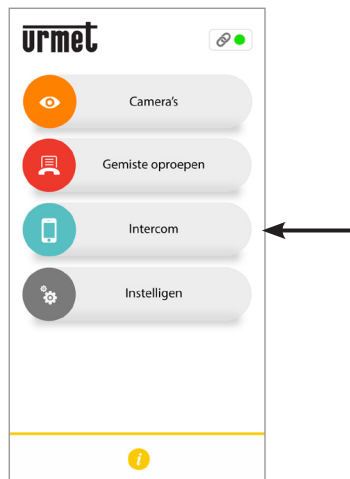 urmet
Camera's
Gemiste oproepen
Intercom
Instelligen
i